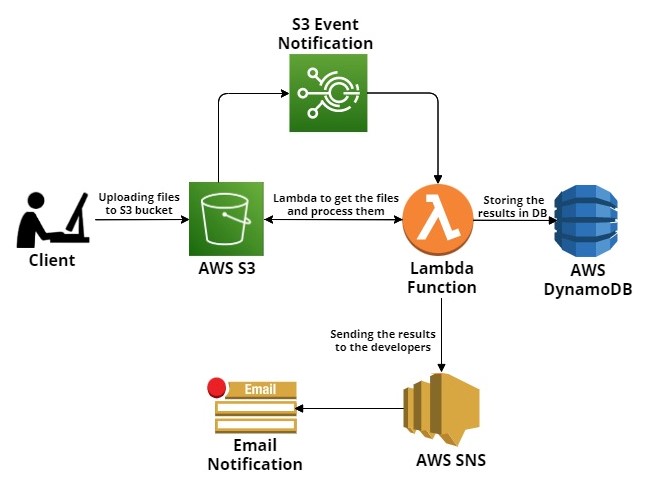 S3 Event
Notification
Uploading files
to S3 bucket
Lambda to get the files
and process them
Storing the
results in DB
Client
AWS S3
Lambda
Function
AWS
DynamoDB
Sending the results
to the developers
Email
Email
Notification
AWS SNS